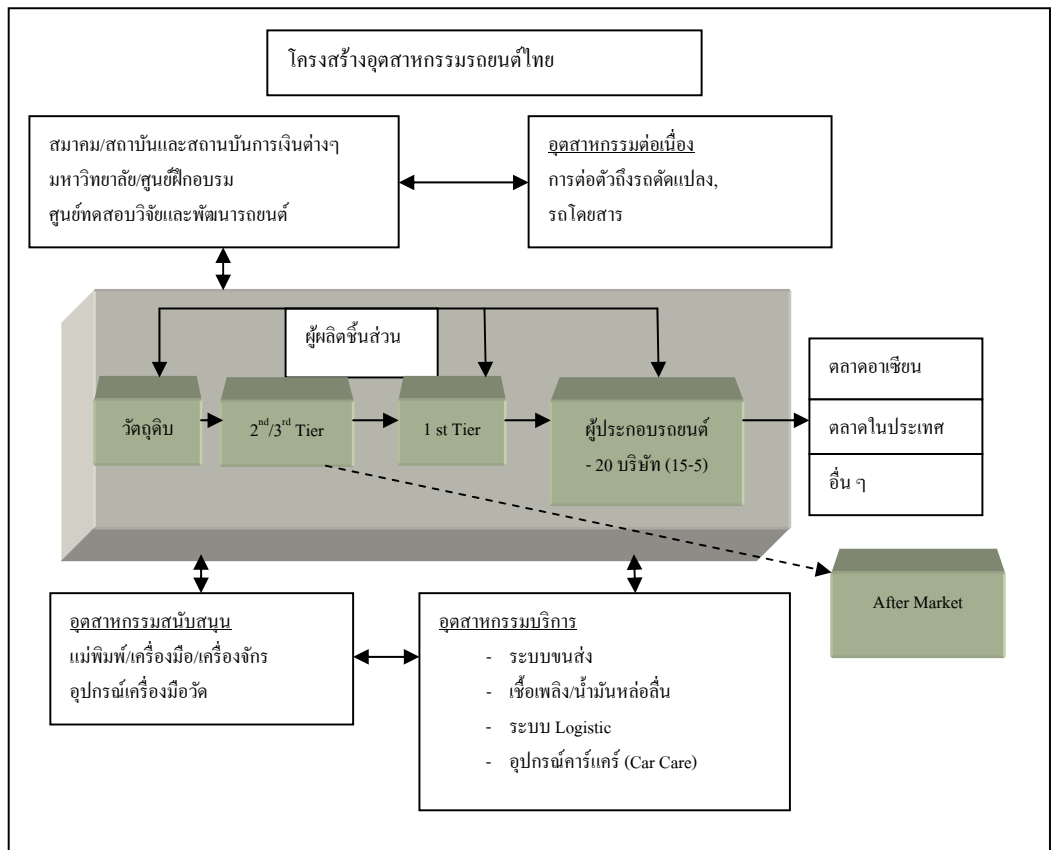 โครงสร้างอุตสาหกรรมรถยนต์ไทย
สมาคม/สถาบันและสถานบันการเงินต่างๆ
มหาวิทยาลัย/ศูนย์ฝึกอบรม
ศูนย์ทดสอบวิจัยและพัฒนารถยนต์
อุตสาหกรรมต่อเนื่อง
การต่อตัวถังรถดัดแปลง,
รถโดยสาร
ผู้ผลิตชิ้นส่วน
วัตถุดิบ
2nd/3rd Tier
1 st Tier
ผู้ประกอบรถยนต์
- 20 บริษัท (15-5)
ตลาดอาเซียน
ตลาดในประเทศ
อื่น ๆ
After Market
อุตสาหกรรมสนับสนุน
แม่พิมพ์/เครื่องมือ/เครื่องจักร
อุปกรณ์เครื่องมือวัด
อุตสาหกรรมบริการ
- ระบบขนส่ง
- เชื้อเพลิง/น้ำมันหล่อลื่น
- ระบบ Logistic
- อุปกรณ์คาร์แคร์ (Car Care)